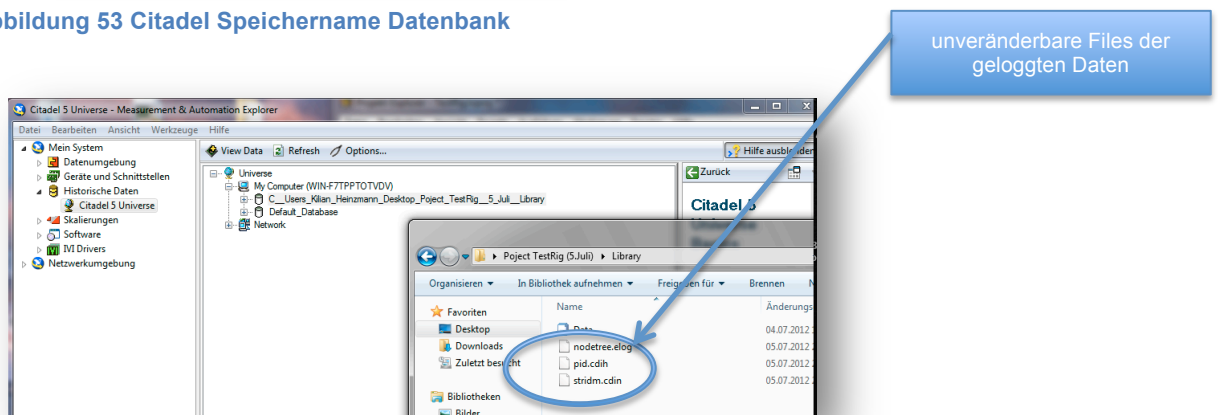 bbildung 53 Citadel Speichername Datenbank
unveränderbare Files der
geloggten Daten
Citadel 5 Universe - Measurement & Automation Explorer
Datei Bearbeiten Ansicht Werkzeuge Hilfe
Mein System
Datenumgebung
Geräte und Schnittstellen
Historische Daten
Citadel 5 Universe
Skalierungen
Software
IVI Drivers
Netzwerkumgebung
View Data Refresh Options...
Universe
My Computer (WIN-F7TPPTOTVDV)
C__Users_Kilian_Heinzmann_Desktop_Poject_TestRig__5_Juli__Library
Default_Database
Network
Hilfe ausblenden
Zurück
Citadel 5
Poject TestRig (5.Juli) Library
Organisieren In Bibliothek aufnehmen Freigeben für Brennen
Favoriten
Desktop
Downloads
Zuletzt besucht
Bibliotheken
Bilder
Name Änderungs
Data 04.07.2012
nodetree.elog 05.07.2012
pid.cdih 05.07.2012
stridm.cdin 05.07.2012